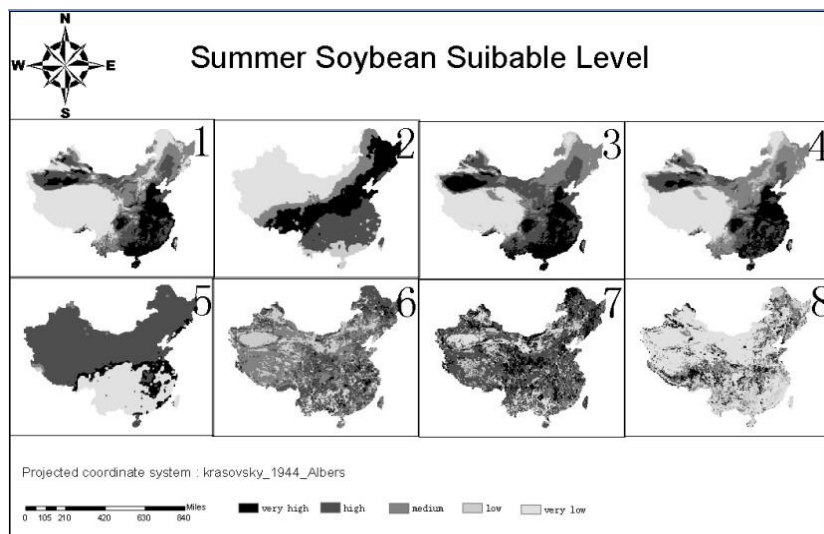 N
Summer Soybean Suibable Level
W E
S
1 2 3 4
5 6 7 8
Projected coordinate system : krasovsky_1944_Albers
Miles
0 105 210 420 630 840
very high high medium low very low